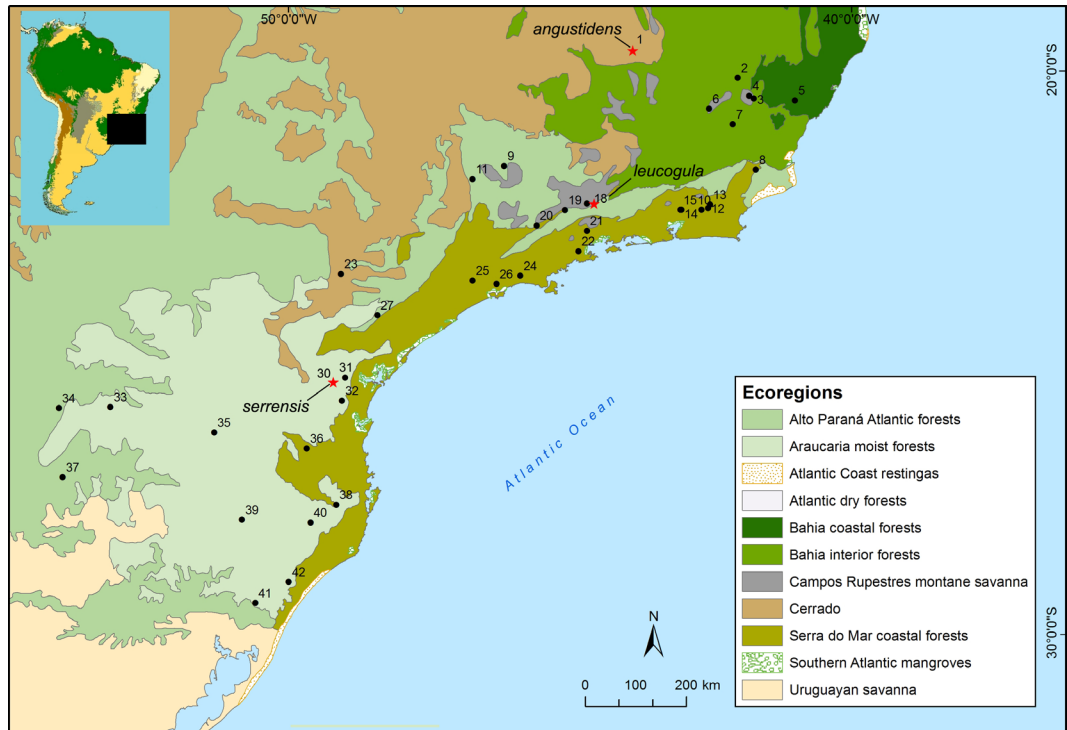 50°0'0"W
40°0'0"W
20°0'0"S
30°0'0"S
angustidens
1
2
4
3
5
6
7
8
9
11
leucogula
18
19
20
21
22
15
10
13
12
14
23
24
25
26
27
30
31
serrensis
32
33
34
35
36
37
38
39
40
41
42
Atlantic Ocean
N
0
100
200 km
Ecoregions
Alto Paraná Atlantic forests
Araucaria moist forests
Atlantic Coast restingas
Atlantic dry forests
Bahia coastal forests
Bahia interior forests
Campos Rupestres montane savanna
Cerrado
Serra do Mar coastal forests
Southern Atlantic mangroves
Uruguayan savanna